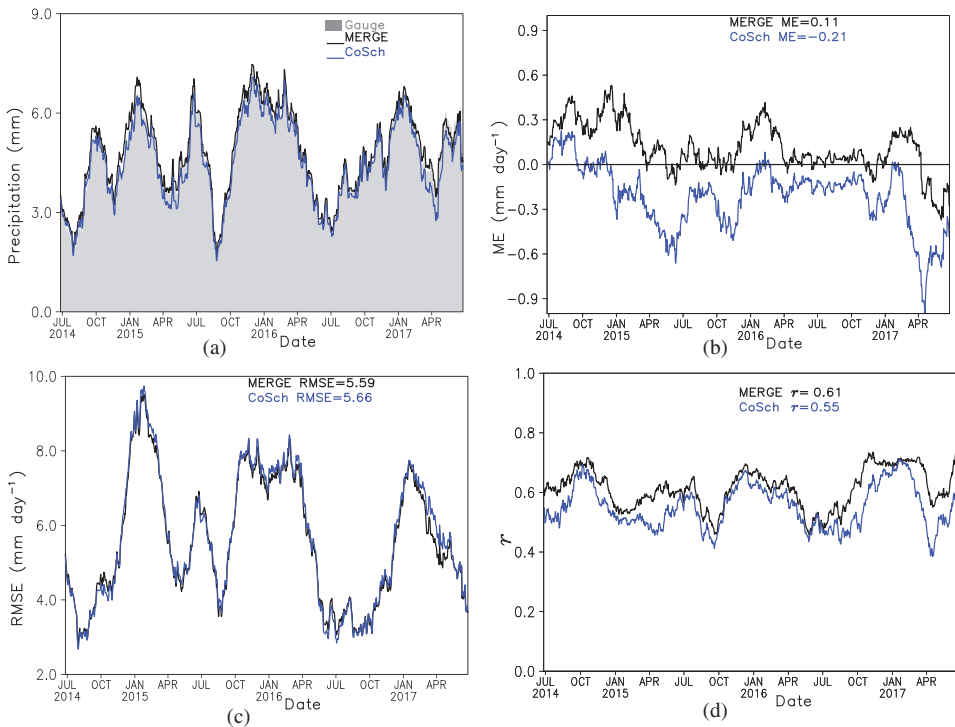 9.0
6.0
3.0
0.0
Precipitation (mm)
Gauge
MERGE
CoSch
JUL OCT JAN APR JUL OCT JAN APR JUL OCT JAN APR
2014 2015 2016 2017
Date
(a)
0.9
0.6
0.3
0.0
-0.3
-0.6
-0.9
ME (mm day⁻¹)
MERGE ME=0.11
CoSch ME=-0.21
JUL OCT JAN APR JUL OCT JAN APR JUL OCT JAN APR
2014 2015 2016 2017
Date
(b)
10.0
8.0
6.0
4.0
2.0
RMSE (mm day⁻¹)
MERGE RMSE=5.59
CoSch RMSE=5.66
JUL OCT JAN APR JUL OCT JAN APR JUL OCT JAN APR
2014 2015 2016 2017
Date
(c)
1.0
0.8
0.6
0.4
0.2
0.0
r
MERGE r= 0.61
CoSch r=0.55
JUL OCT JAN APR JUL OCT JAN APR JUL OCT JAN APR
2014 2015 2016 2017
Date
(d)